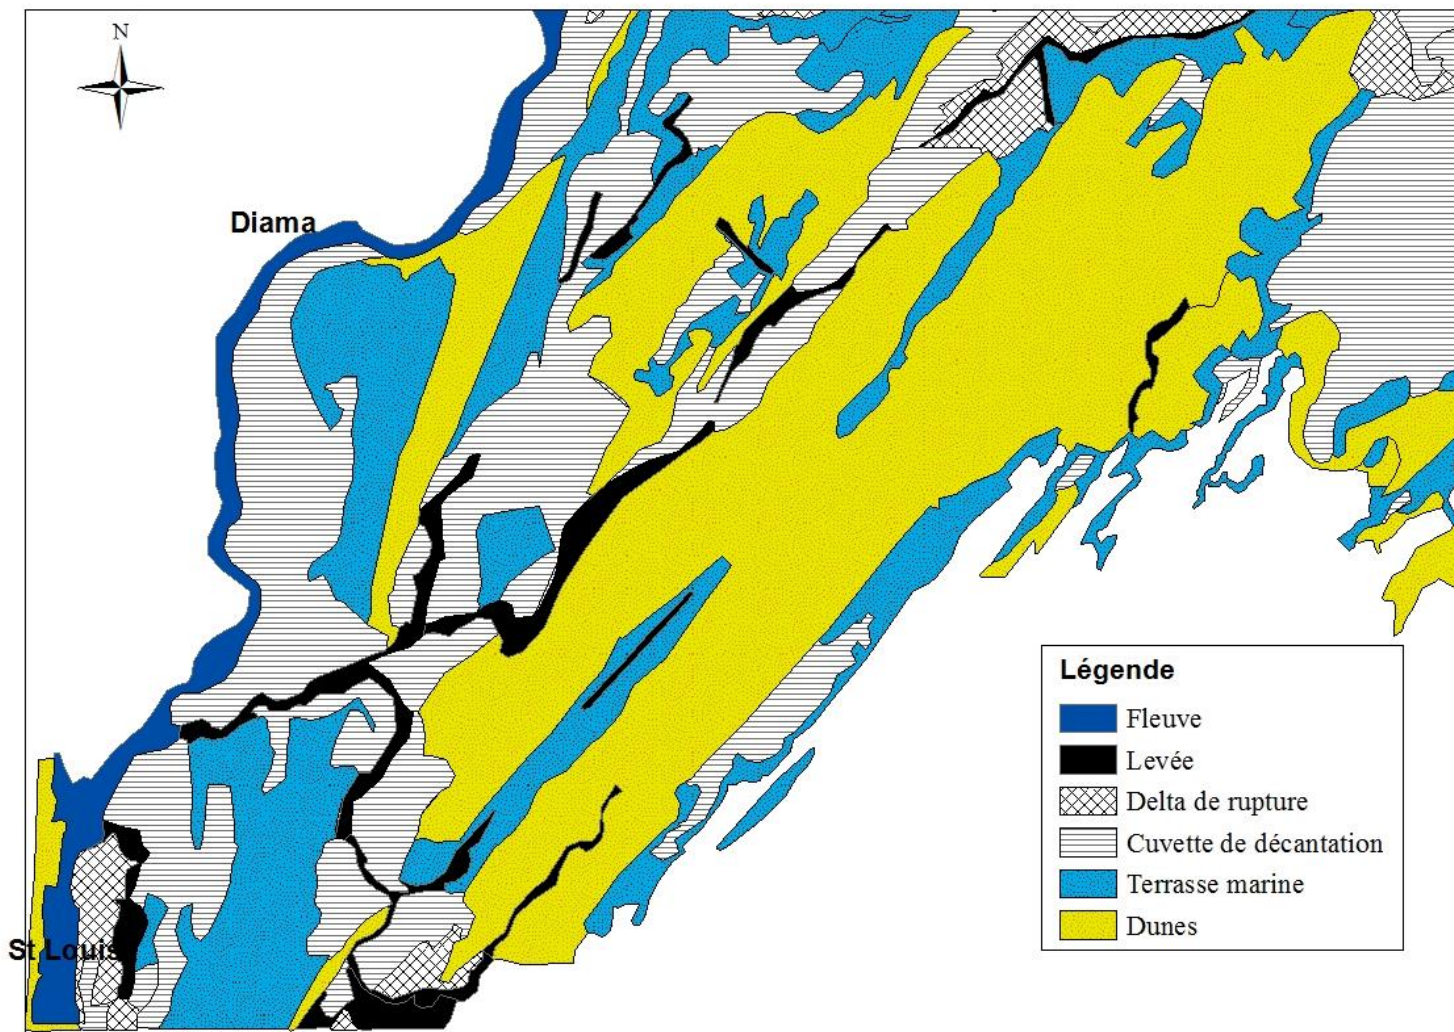 N
Diama
St Louis
Légende
Fleuve
Levée
Delta de rupture
Cuvette de décantation
Terrasse marine
Dunes